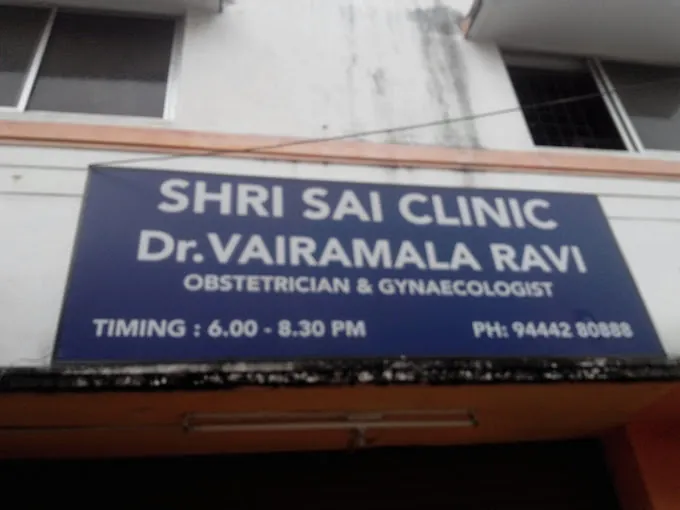 SHRI SAI CLINIC
Dr.VAIRAMALA RAVI
OBSTETRICIAN & GYNAECOLOGIST
TIMING : 6.00 - 8.30 PM PH: 94442 80888